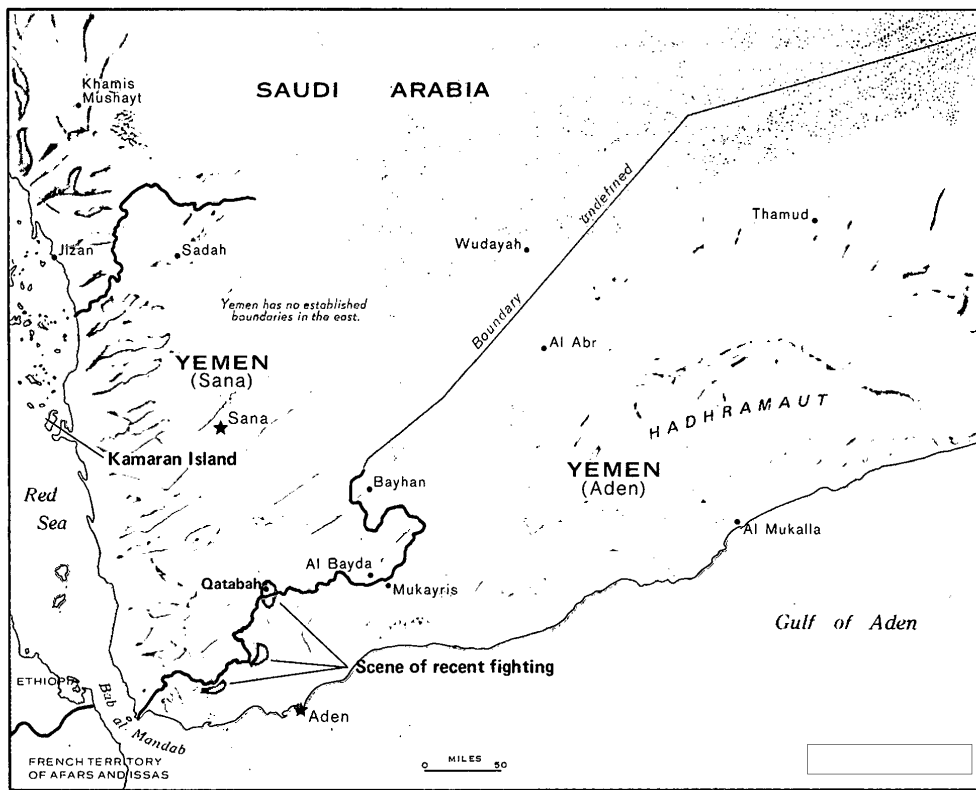 Khamis
Mushayt
SAUDI ARABIA
Thamud
undefined
Wudayah
Jizan
Sadah
Yemen has no established
boundaries in the east.
Boundary
Al Abr
YEMEN
(Sana)
Sana
HADHRAMAUT
Kamaran Island
YEMEN
(Aden)
Bayhan
Red
Sea
Al Mukalla
Al Bayda
Qatabah
Mukayris
Gulf of Aden
Scene of recent fighting
ETHIOPIA
Bab al Mandab
Aden
FRENCH TERRITORY
OF AFARS AND ISSAS
MILES
0 50